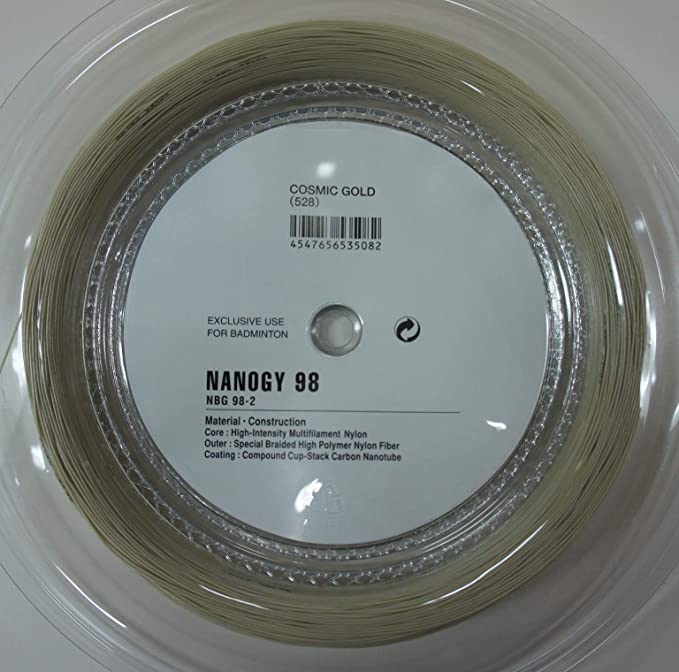 COSMIC GOLD
(528)
4547656535082
EXCLUSIVE USE
FOR BADMINTON
NANOGY 98
NBG 98-2
Material · Construction
Core : High-Intensity Multifilament Nylon
Outer : Special Braided High Polymer Nylon Fiber
Coating : Compound Cup-Stack Carbon Nanotube